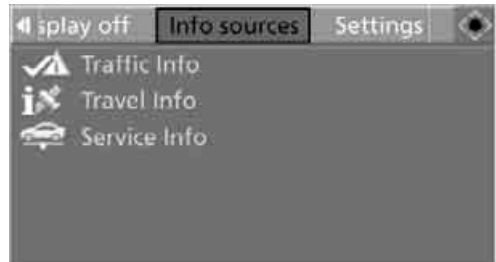 splay off Info sources Settings
Traffic Info
Travel Info
Service Info